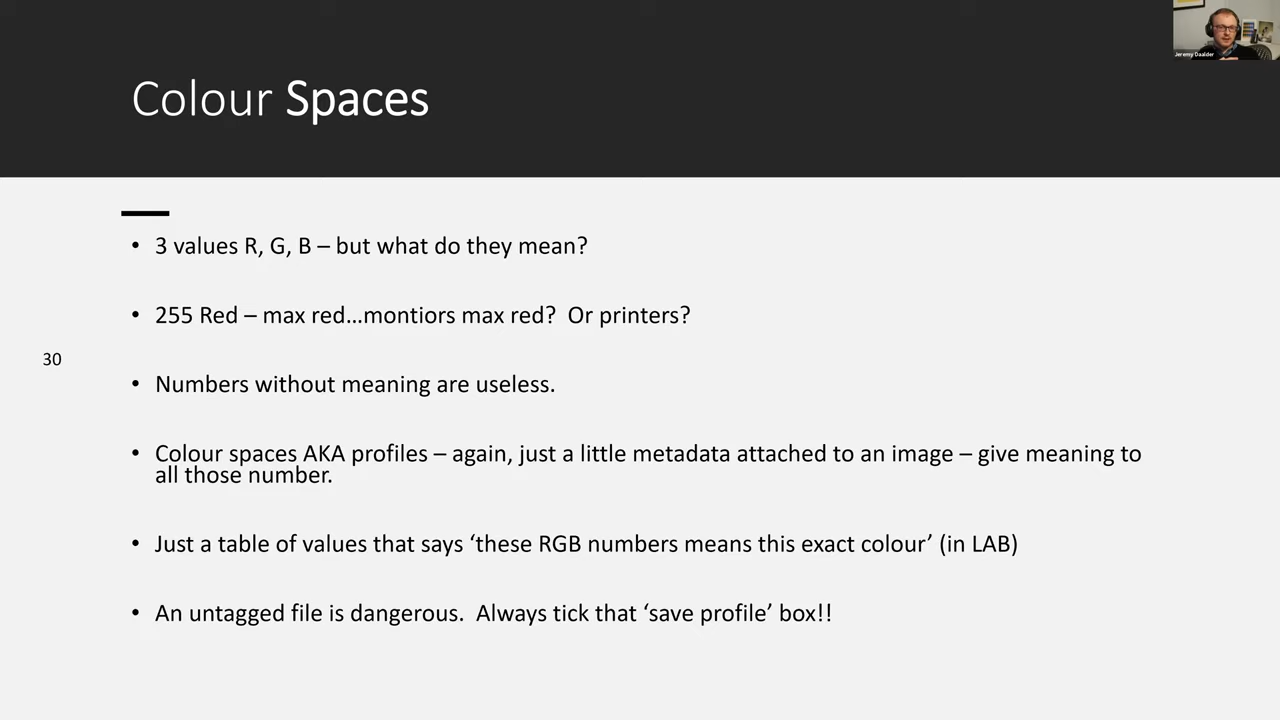 Jeremy Daalder
Colour Spaces
• 3 values R, G, B – but what do they mean?
• 255 Red – max red...montiors max red?  Or printers?
30
• Numbers without meaning are useless.
• Colour spaces AKA profiles – again, just a little metadata attached to an image – give meaning to
all those number.
• Just a table of values that says ‘these RGB numbers means this exact colour’ (in LAB)
• An untagged file is dangerous.  Always tick that ‘save profile’ box!!